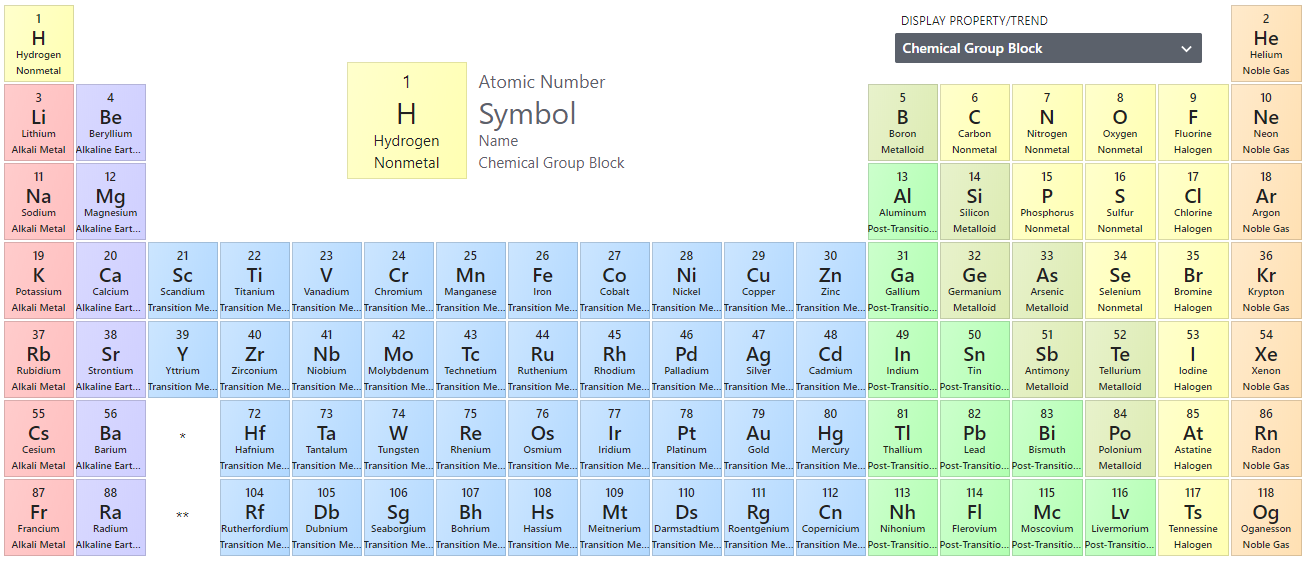 1 DISPLAY PROPERTY/TREND 2
H Chemical Group Block He
Hydrogen Helium
Nonmetal Noble Gas
1 Atomic Number
H Symbol
Hydrogen Name
Nonmetal Chemical Group Block
3 4 5 6 7 8 9 10
Li Be B C N O F Ne
Lithium Beryllium Boron Carbon Nitrogen Oxygen Fluorine Neon
Alkali Metal Alkaline Eart... Metalloid Nonmetal Nonmetal Nonmetal Nonmetal Noble Gas
11 12 13 14 15 16 17 18
Na Mg Al Si P S Cl Ar
Sodium Magnesium Aluminum Silicon Phosphorus Sulfur Chlorine Argon
Alkali Metal Alkaline Eart... Post-Transitio... Metalloid Nonmetal Nonmetal Halogen Noble Gas
19 20 21 22 23 24 25 26 27 28 29 30 31 32 33 34 35 36
K Ca Sc Ti V Cr Mn Fe Co Ni Cu Zn Ga Ge As Se Br Kr
Potassium Calcium Scandium Titanium Vanadium Chromium Manganese Iron Cobalt Nickel Copper Zinc Gallium Germanium Arsenic Selenium Bromine Krypton
Alkali Metal Alkaline Eart... Transition Me... Transition Me... Transition Me... Transition Me... Transition Me... Transition Me... Transition Me... Transition Me... Transition Me... Transition Me... Post-Transitio... Metalloid Metalloid Nonmetal Halogen Noble Gas
37 38 39 40 41 42 43 44 45 46 47 48 49 50 51 52 53 54
Rb Sr Y Zr Nb Mo Tc Ru Rh Pd Ag Cd In Sn Sb Te I Xe
Rubidium Strontium Yttrium Zirconium Niobium Molybdenum Technetium Ruthenium Rhodium Palladium Silver Cadmium Indium Tin Antimony Tellurium Iodine Xenon
Alkali Metal Alkaline Eart... Transition Me... Transition Me... Transition Me... Transition Me... Transition Me... Transition Me... Transition Me... Transition Me... Transition Me... Transition Me... Post-Transitio... Post-Transitio... Metalloid Metalloid Halogen Noble Gas
55 56 72 73 74 75 76 77 78 79 80 81 82 83 84 85 86
Cs Ba * Hf Ta W Re Os Ir Pt Au Hg Tl Pb Bi Po At Rn
Cesium Barium Hafnium Tantalum Tungsten Rhenium Osmium Iridium Platinum Gold Mercury Thallium Lead Bismuth Polonium Astatine Radon
Alkali Metal Alkaline Eart... Transition Me... Transition Me... Transition Me... Transition Me... Transition Me... Transition Me... Transition Me... Transition Me... Transition Me... Post-Transitio... Post-Transitio... Post-Transitio... Metalloid Halogen Noble Gas
87 88 104 105 106 107 108 109 110 111 112 113 114 115 116 117 118
Fr Ra ** Rf Db Sg Bh Hs Mt Ds Rg Cn Nh Fl Mc Lv Ts Og
Francium Radium Rutherfordium Dubnium Seaborgium Bohrium Hassium Meitnerium Darmstadtium Roentgenium Copernicium Nihonium Flerovium Moscovium Livermorium Tennessine Oganesson
Alkali Metal Alkaline Eart... Transition Me... Transition Me... Transition Me... Transition Me... Transition Me... Transition Me... Transition Me... Transition Me... Transition Me... Post-Transitio... Post-Transitio... Post-Transitio... Post-Transitio... Halogen Noble Gas